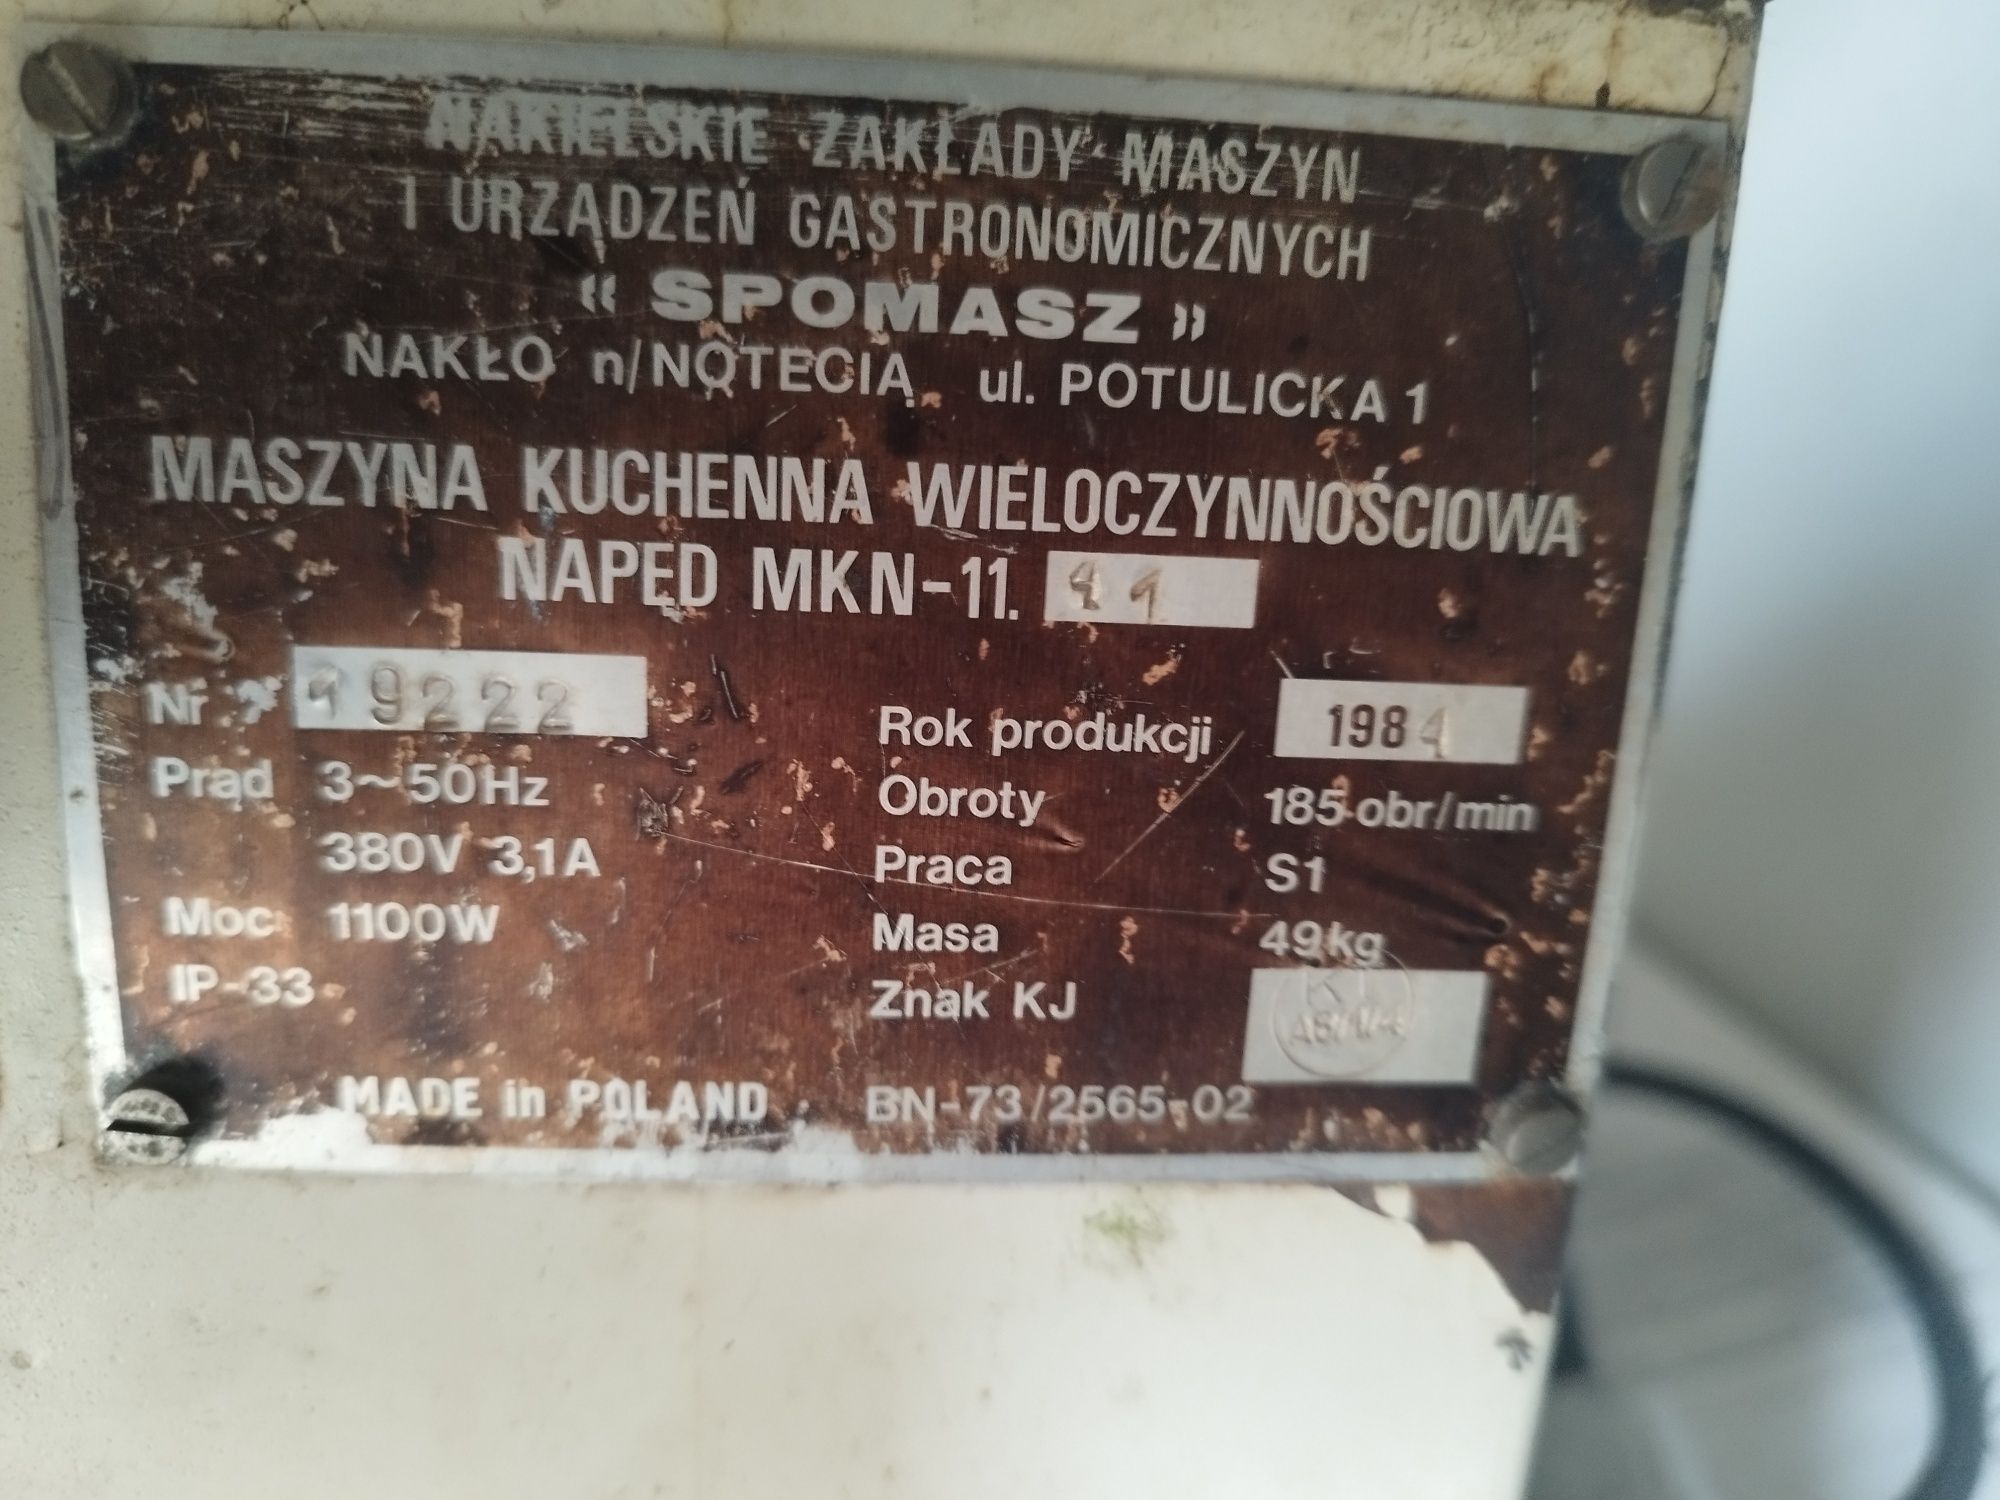 NAKIELSKIE ZAKŁADY MASZYN
I URZĄDZEŃ GASTRONOMICZNYCH
« SPOMASZ »
NAKŁO n/NOTECIĄ ul. POTULICKA 1
MASZYNA KUCHENNA WIELOCZYNNOŚCIOWA
NAPĘD MKN-11. 11
Nr 19222
Rok produkcji 1984
Prąd 3~50Hz
Obroty 185 obr/min
380V 3,1A
Praca S1
Moc 1100W
Masa 49kg
IP-33
Znak KJ
MADE in POLAND BN-73/2565-02